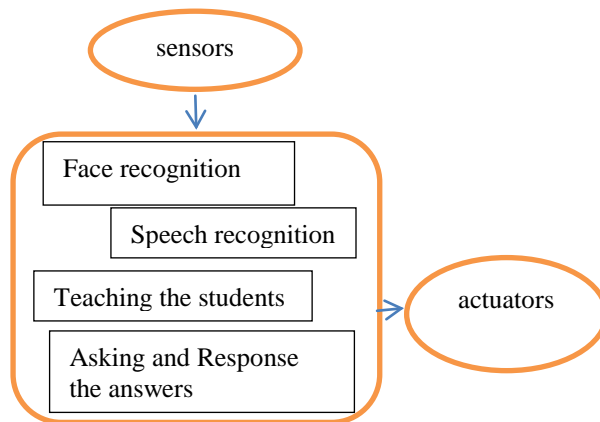 sensors
Face recognition
Speech recognition
Teaching the students
actuators
Asking and Response
the answers